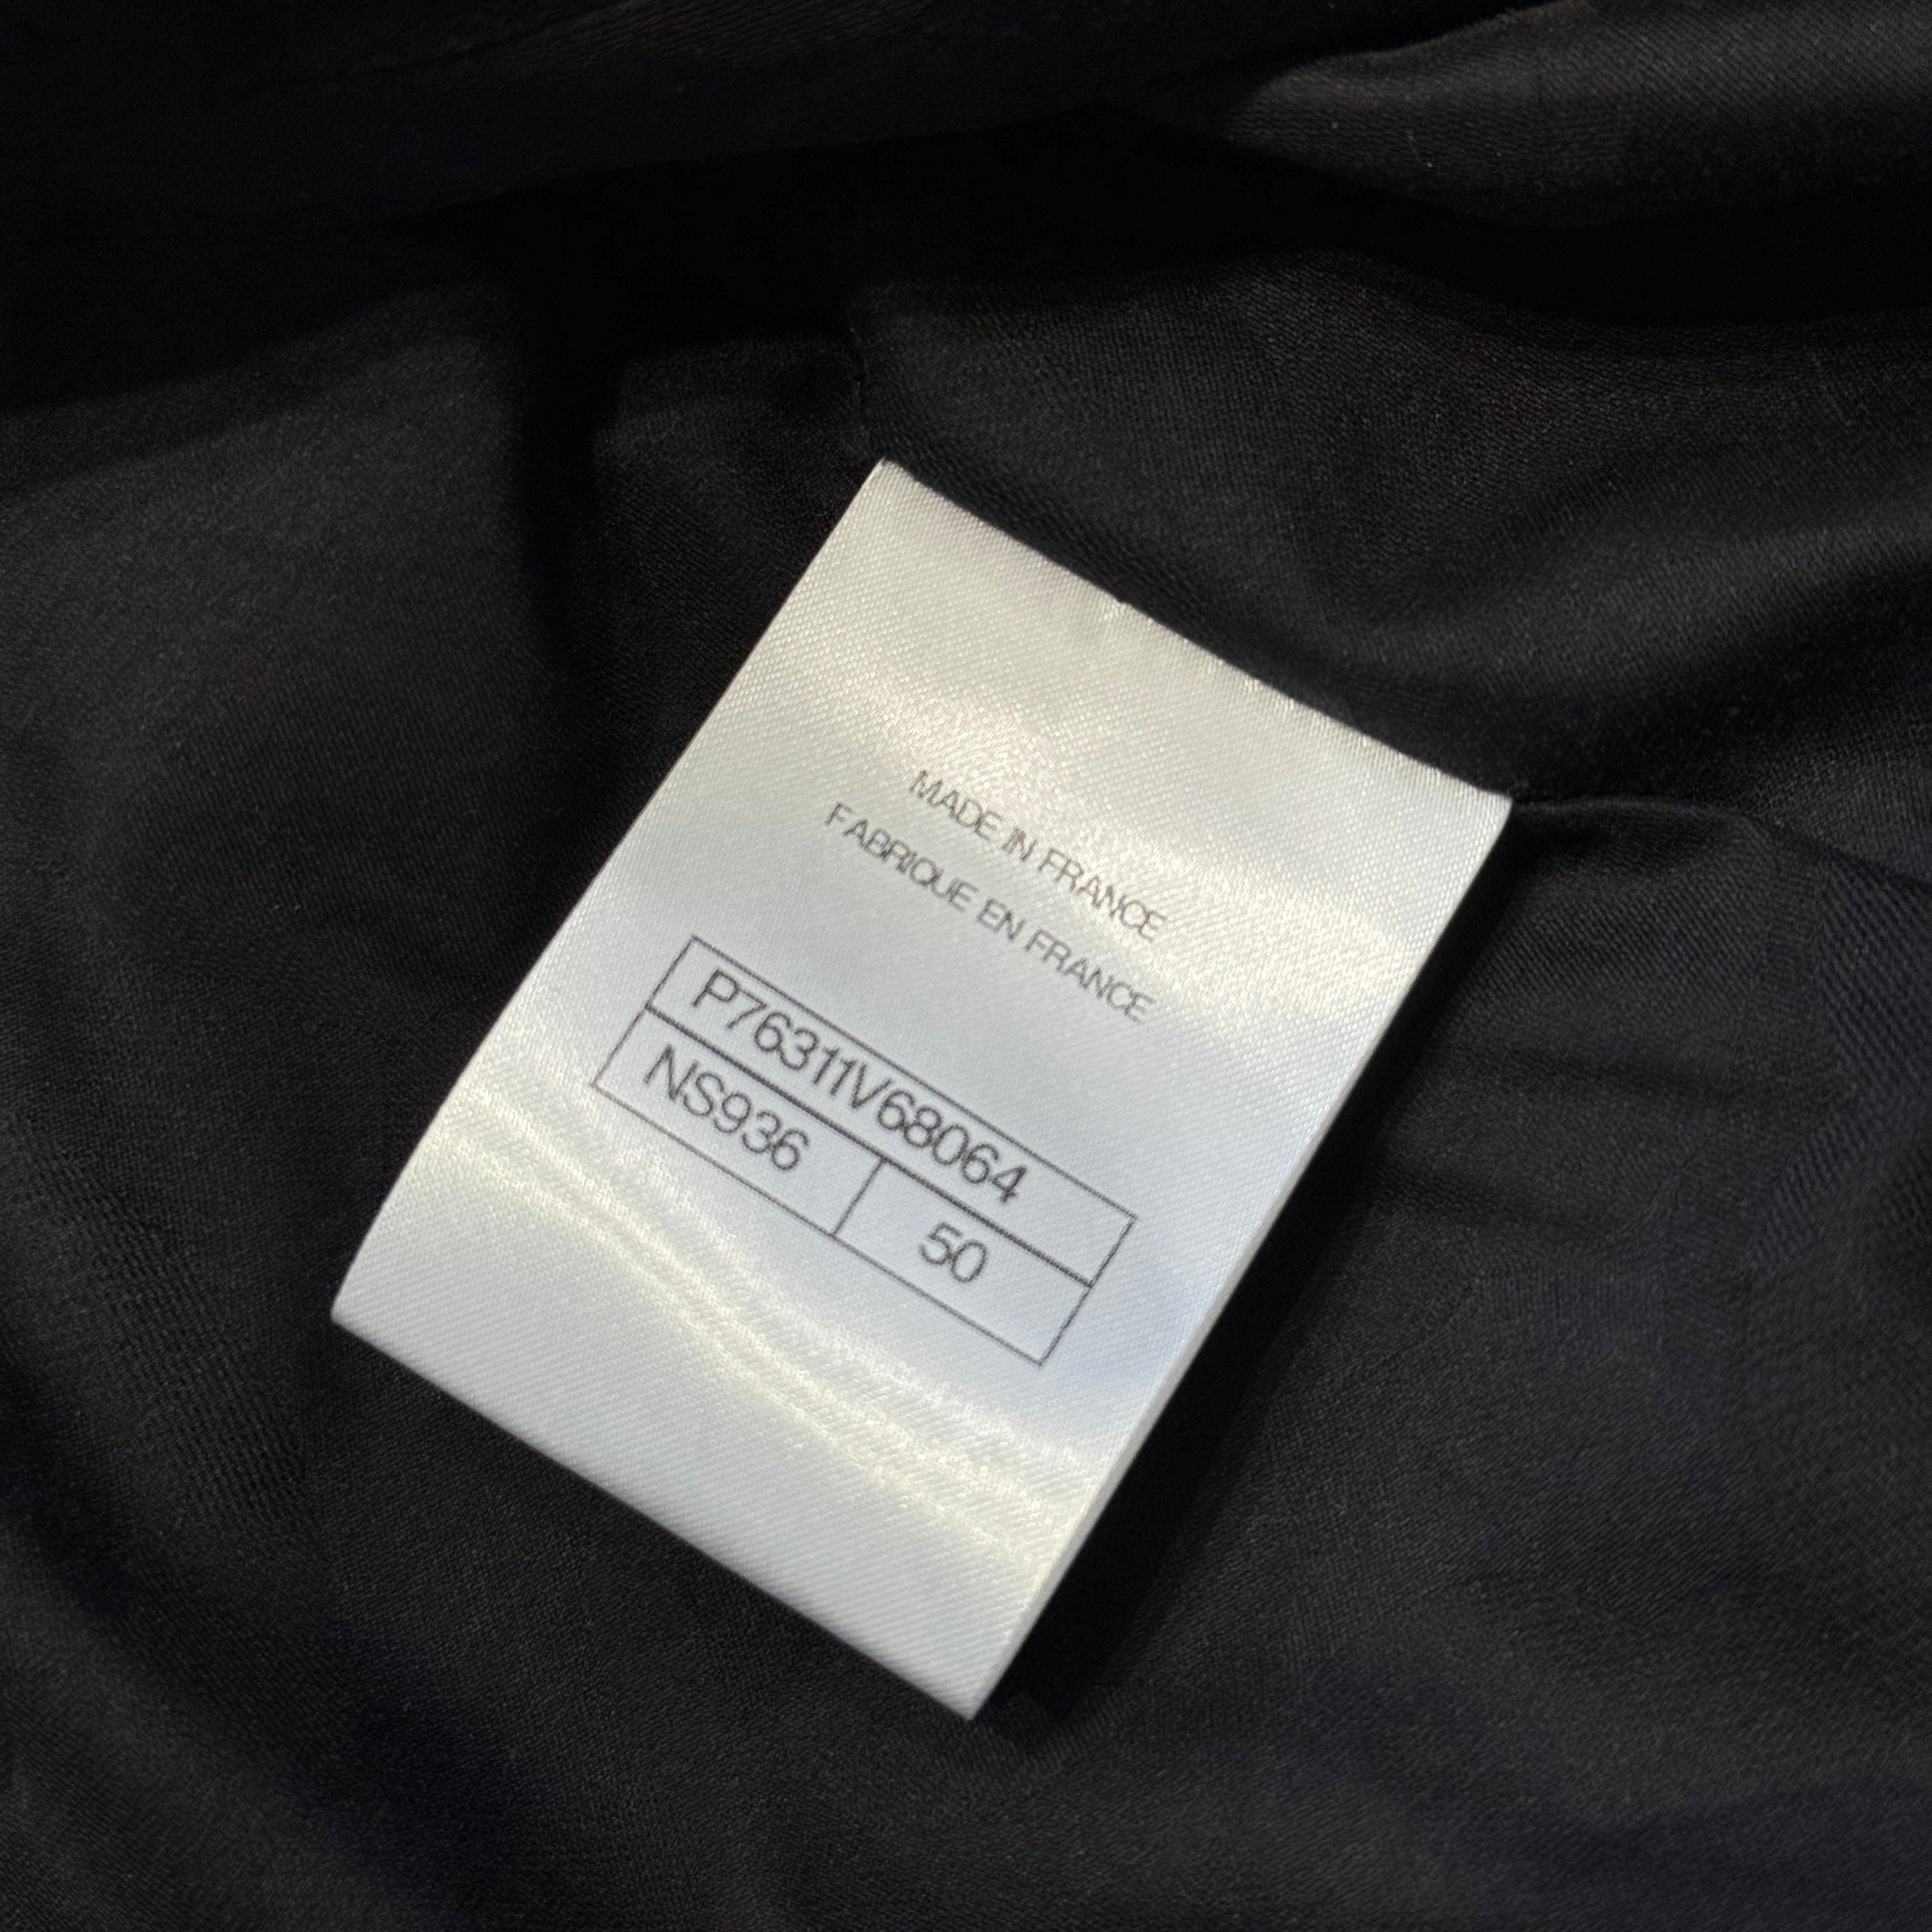 MADE IN FRANCE
FABRIQUE EN FRANCE
P76311V68064
NS936 50